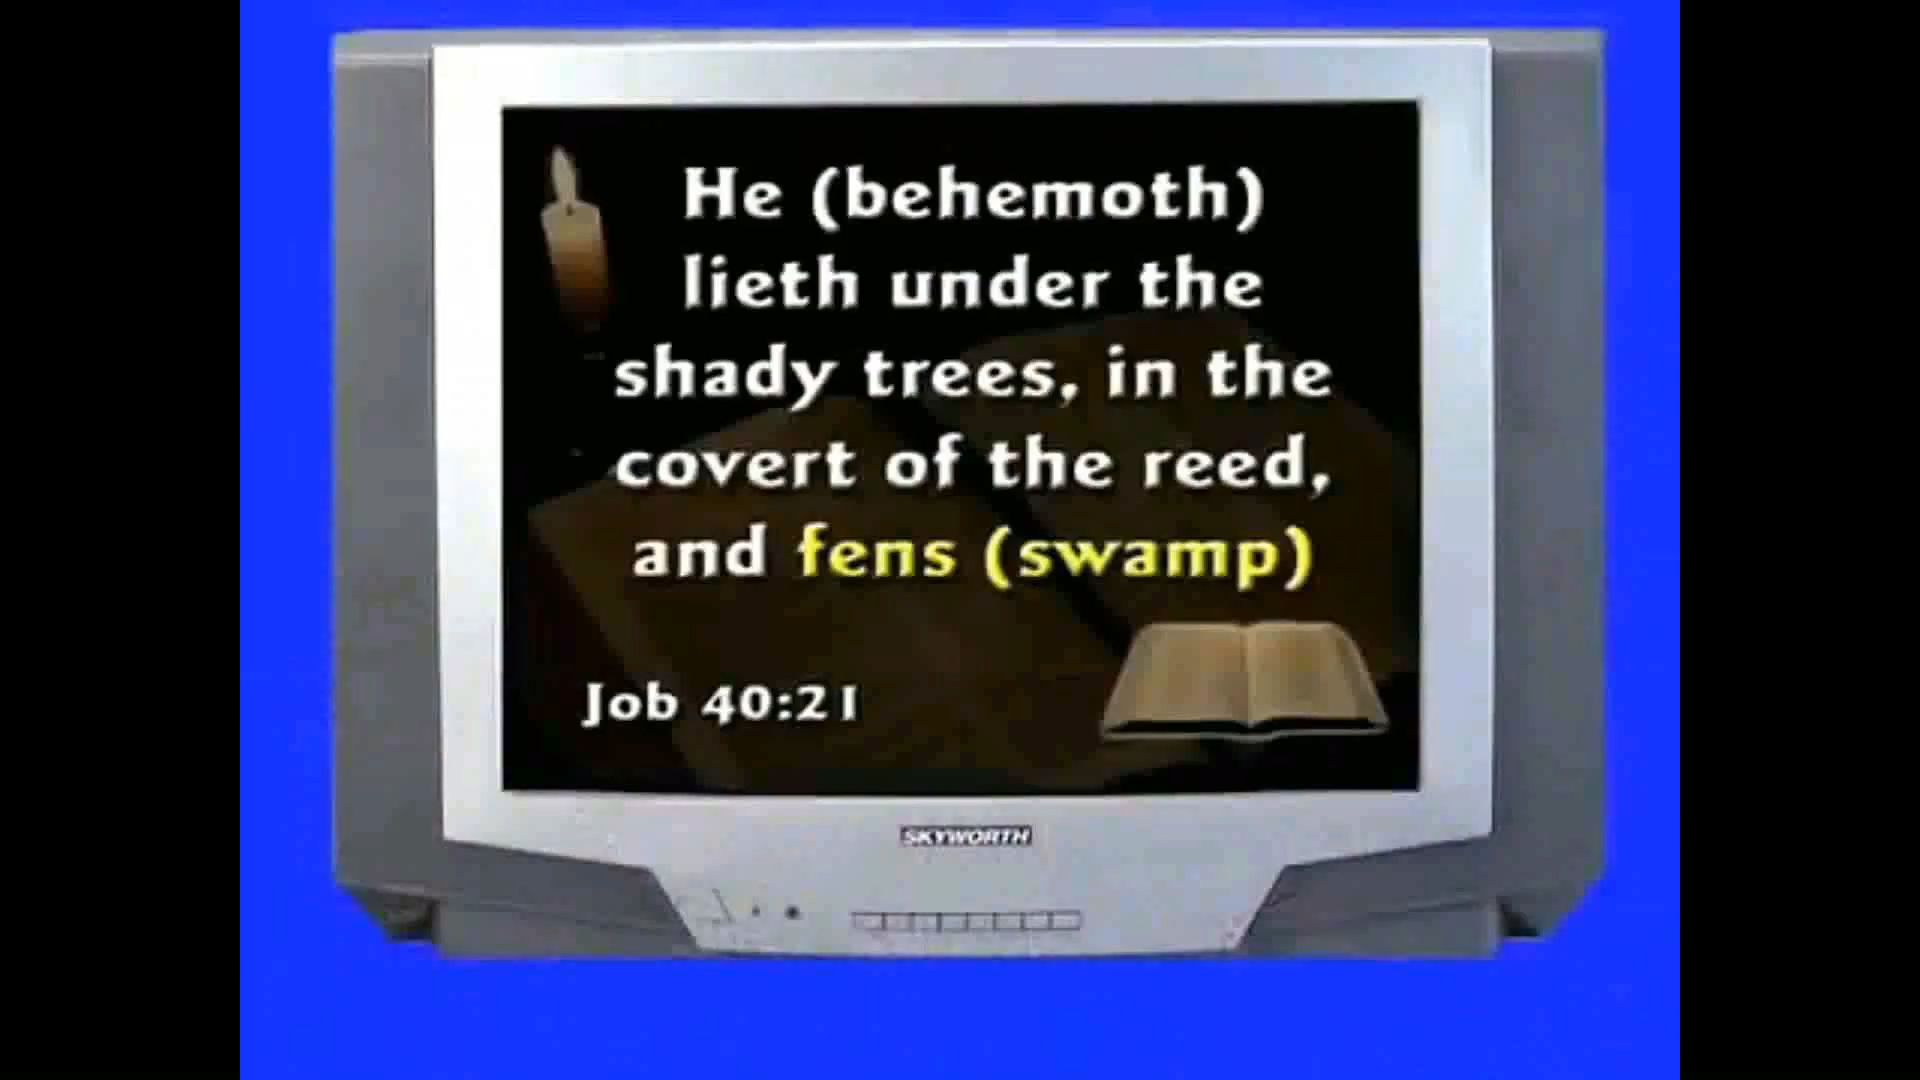 He (behemoth)
lieth under the
shady trees, in the
covert of the reed,
and fens (swamp)
Job 40:21
SKYWORTH